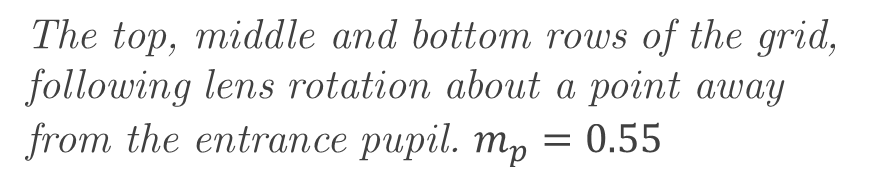 The top, middle and bottom rows of the grid,
following lens rotation about a point away
from the entrance pupil. mₚ = 0.55